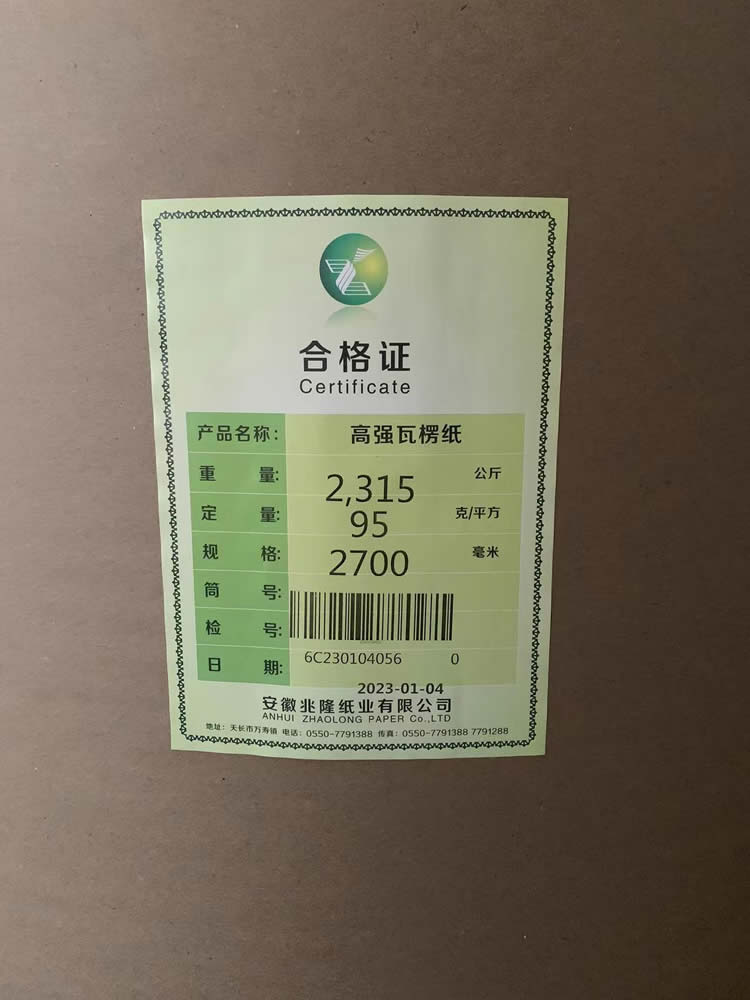 合格证
Certificate
产品名称： 高强瓦楞纸
重 量: 2,315 公斤
定 量: 95 克/平方
规 格: 2700 毫米
筒 号:
检 号:
日 期: 6C230104056 0
2023-01-04
安徽兆隆纸业有限公司
ANHUI ZHAOLONG PAPER Co.,LTD
地址：天长市万寿镇 电话：0550-7791388 传真：0550-7791388 7791288